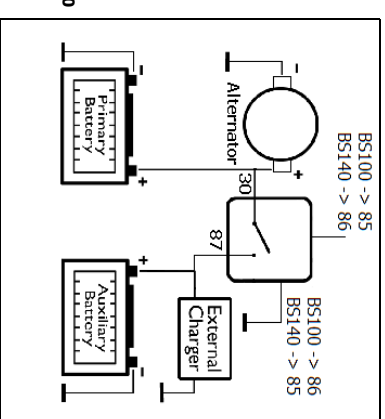 BS100 -> 85
BS140 -> 86
BS100 -> 86
BS140 -> 85
Alternator
-
+
30
87
External
Charger
-
Primary
Battery
+
+
Auxiliary
Battery
-